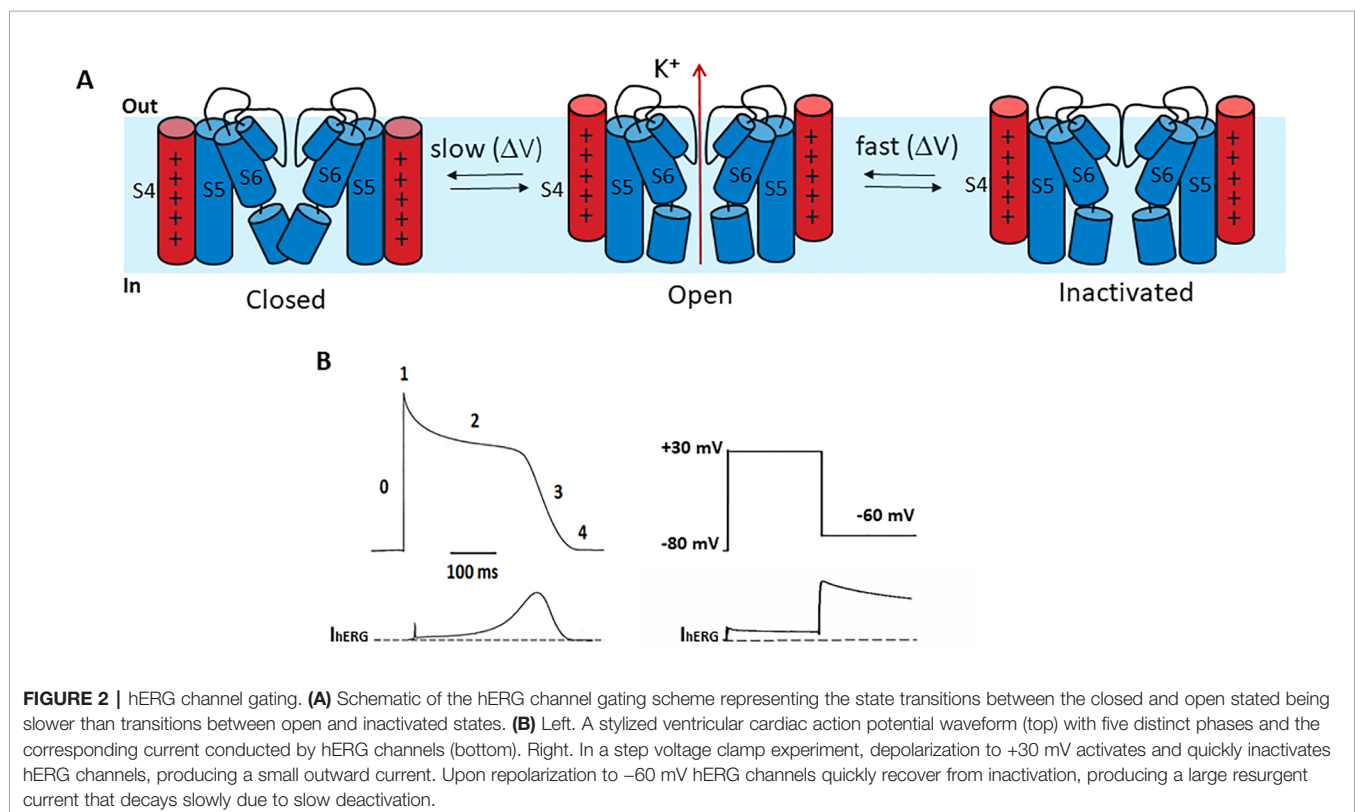 A
Out
K+
slow (ΔV)
fast (ΔV)
S4 + + + + + S5 S6 S6 S5 + + + + +
S4 + + + + + S5 S6 S6 S5 + + + + +
S4 + + + + + S5 S6 S6 S5 + + + + +
In
Closed
Open
Inactivated
B
1
2
0
3
4
100 ms
IhERG
+30 mV
-60 mV
-80 mV
IhERG
FIGURE 2 | hERG channel gating. (A) Schematic of the hERG channel gating scheme representing the state transitions between the closed and open stated being
slower than transitions between open and inactivated states. (B) Left. A stylized ventricular cardiac action potential waveform (top) with five distinct phases and the
corresponding current conducted by hERG channels (bottom). Right. In a step voltage clamp experiment, depolarization to +30 mV activates and quickly inactivates
hERG channels, producing a small outward current. Upon repolarization to −60 mV hERG channels quickly recover from inactivation, producing a large resurgent
current that decays slowly due to slow deactivation.